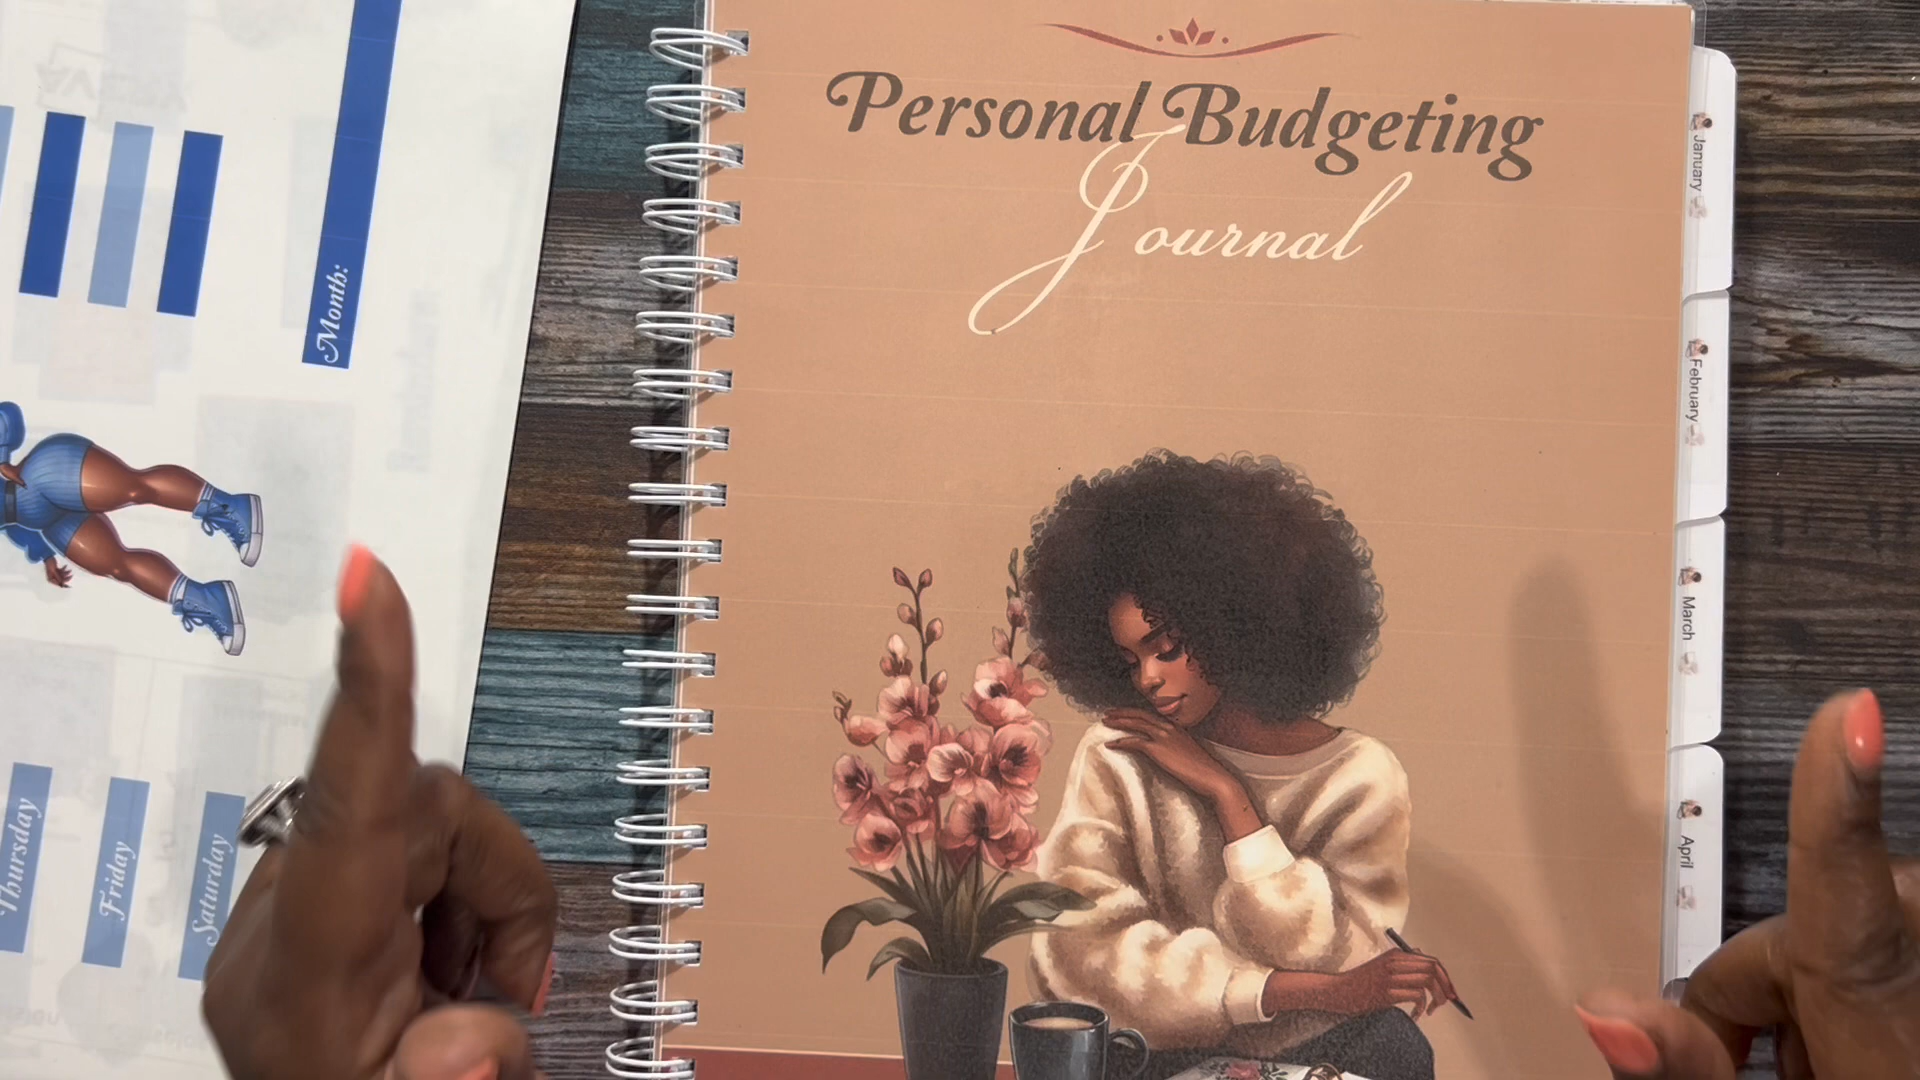 Personal Budgeting
Journal
January
February
March
April
Month:
Thursday
Friday
Saturday